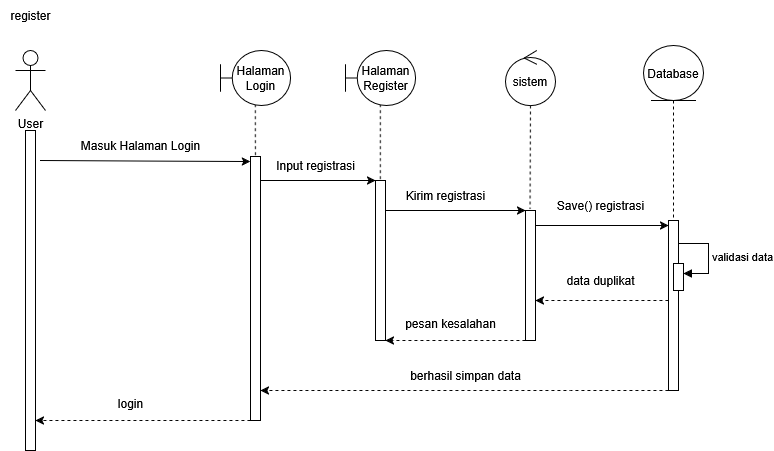 register
Halaman
Login
Halaman
Register
sistem
Database
User
Masuk Halaman Login
Input registrasi
Kirim registrasi
Save() registrasi
validasi data
data duplikat
pesan kesalahan
berhasil simpan data
login